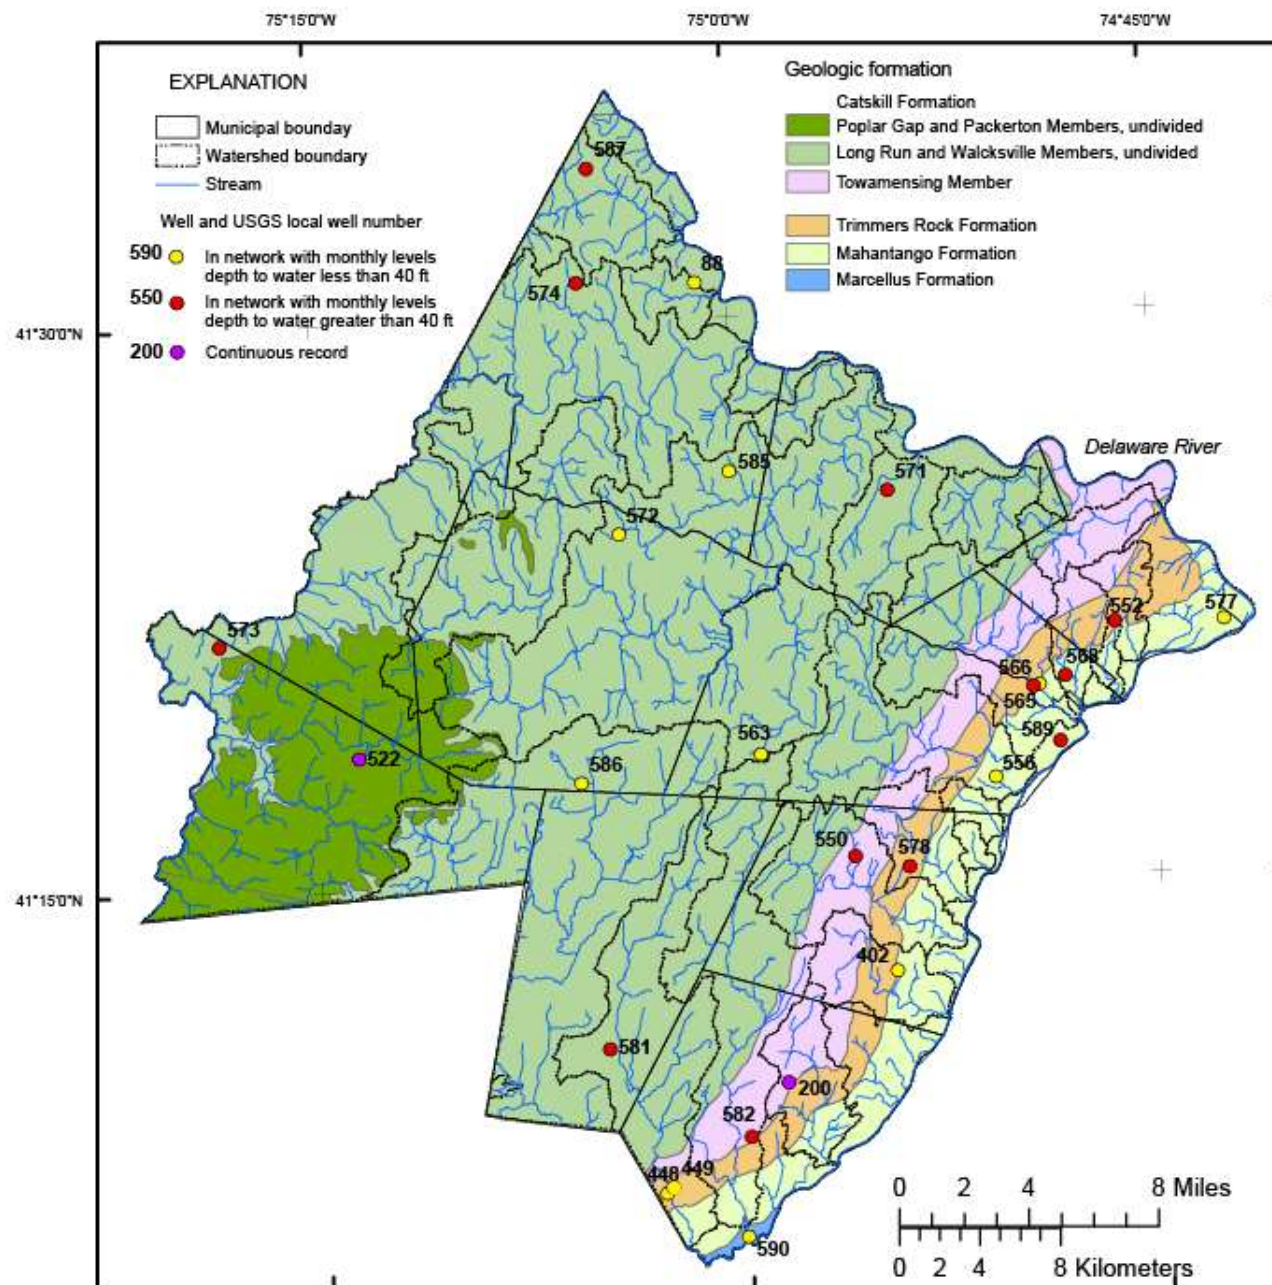 75°15'0"W
75°0'0"W
74°45'0"W
EXPLANATION
Municipal bounday
Watershed boundary
Stream
Well and USGS local well number
590 In network with monthly levels
depth to water less than 40 ft
550 In network with monthly levels
depth to water greater than 40 ft
200 Continuous record
Geologic formation
Catskill Formation
Poplar Gap and Packerton Members, undivided
Long Run and Walcksville Members, undivided
Towamensing Member
Trimmers Rock Formation
Mahantango Formation
Marcellus Formation
587
88
574
41°30'0"N
Delaware River
585
571
572
577
552
573
566
568
565
589
563
522
556
586
550
578
41°15'0"N
402
581
200
582
448
449
590
0 2 4 8 Miles
0 2 4 8 Kilometers